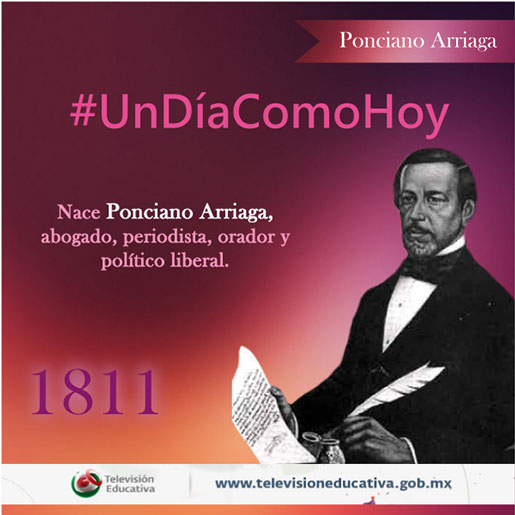 Ponciano Arriaga
#UnDíaComoHoy
Nace Ponciano Arriaga,
abogado, periodista, orador y
político liberal.
1811
Televisión
Educativa
www.televisioneducativa.gob.mx